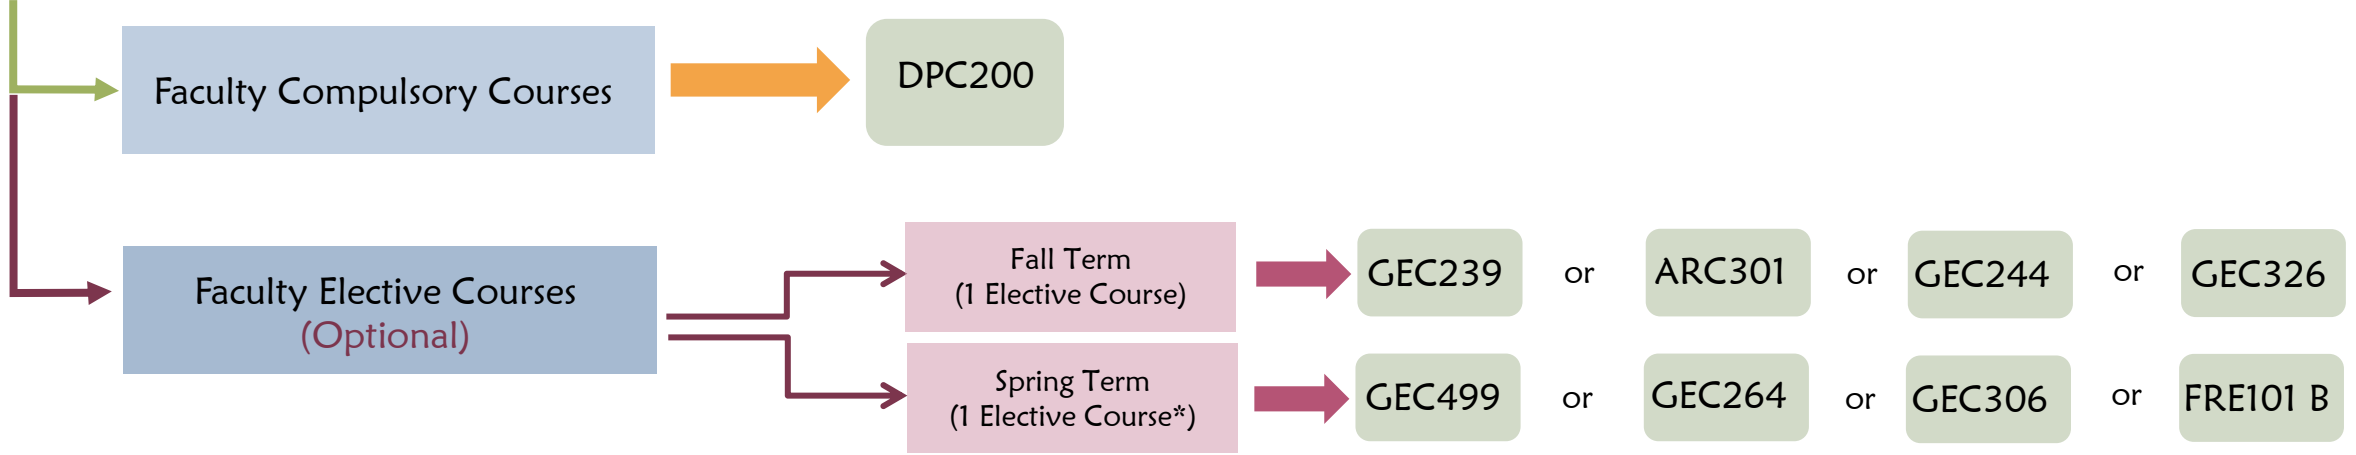 Faculty Compulsory Courses
DPC200
Faculty Elective Courses
(Optional)
Fall Term
(1 Elective Course)
GEC239 or ARC301 or GEC244 or GEC326
Spring Term
(1 Elective Course*)
GEC499 or GEC264 or GEC306 or FRE101 B